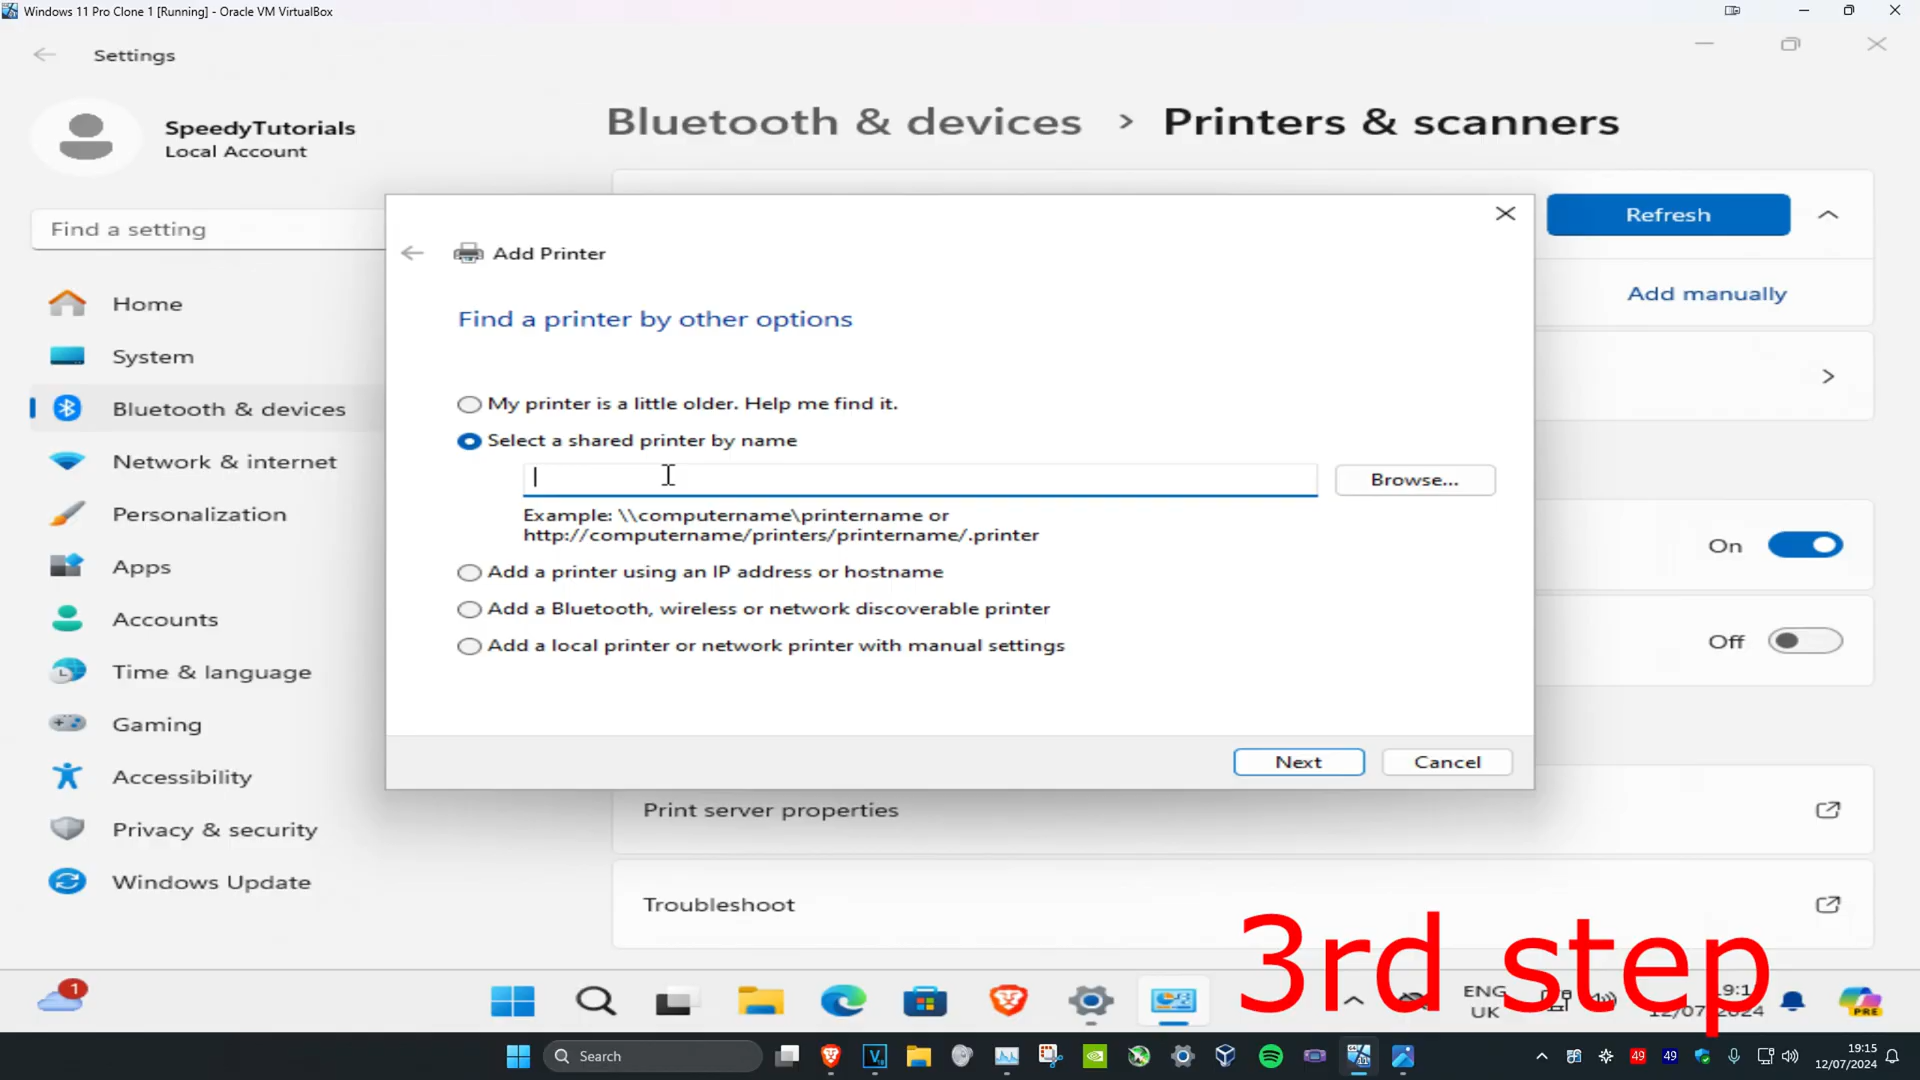 Windows 11 Pro Clone 1 [Running] - Oracle VM VirtualBox
Settings
SpeedyTutorials
Local Account
Bluetooth & devices > Printers & scanners
Find a setting
Refresh
Add manually
Home
System
Bluetooth & devices
Network & internet
Personalization
Apps
Accounts
Time & language
Gaming
Accessibility
Privacy & security
Windows Update
Add Printer
Find a printer by other options
My printer is a little older. Help me find it.
Select a shared printer by name
Browse...
Example: \\computername\printername or
http://computername/printers/printername/.printer
Add a printer using an IP address or hostname
Add a Bluetooth, wireless or network discoverable printer
Add a local printer or network printer with manual settings
Next
Cancel
On
Off
Print server properties
Troubleshoot
3rd step
1
ENG
UK
PRE
Search
49
49
19:15
12/07/2024